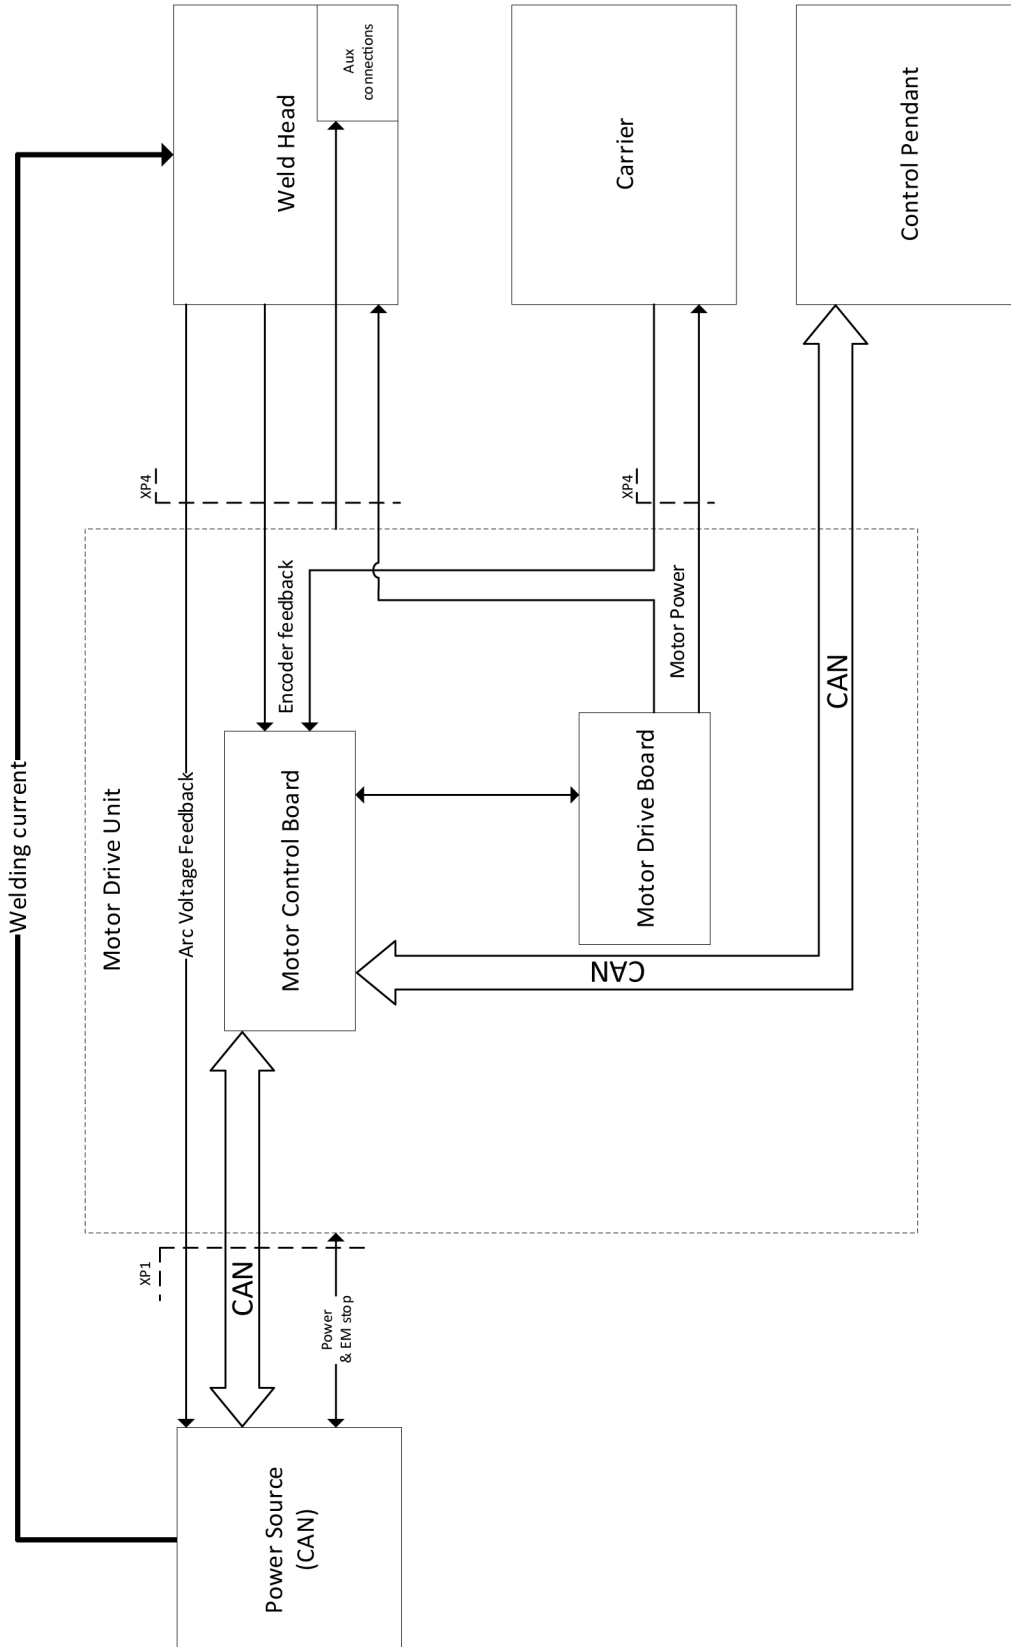 Welding current
Motor Drive Unit
Arc Voltage Feedback
XP1
CAN
Power
& EM stop
Power Source
(CAN)
Motor Control Board
Encoder feedback
XP4
Weld Head
Aux
connections
Motor Drive Board
Motor Power
XP4
Carrier
CAN
CAN
Control Pendant